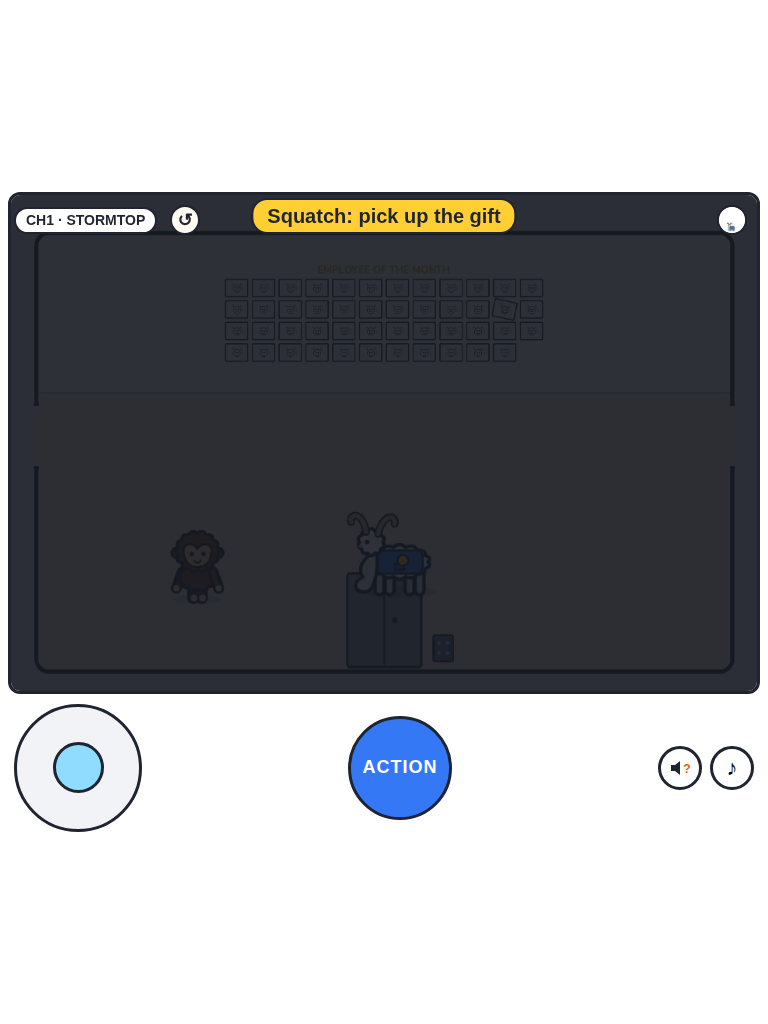 CH1 · STORMTOP
Squatch: pick up the gift
EMPLOYEE OF THE MONTH
ACTION
?